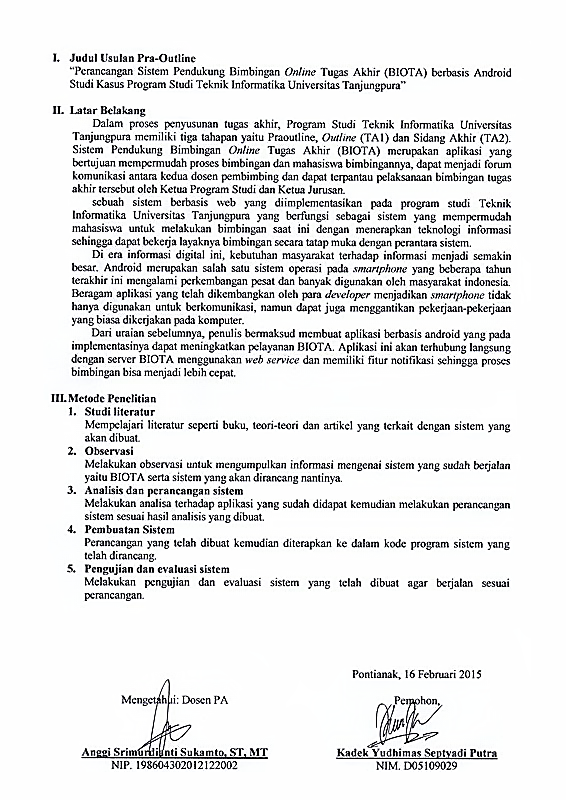 I. Judul Usulan Pra-Outline
"Perancangan Sistem Pendukung Bimbingan Online Tugas Akhir (BIOTA) berbasis Android
Studi Kasus Program Studi Teknik Informatika Universitas Tanjungpura"
II. Latar Belakang
Dalam proses penyusunan tugas akhir, Program Studi Teknik Informatika Universitas
Tanjungpura memiliki tiga tahapan yaitu Praoutline, Outline (TA1) dan Sidang Akhir (TA2).
Sistem Pendukung Bimbingan Online Tugas Akhir (BIOTA) merupakan aplikasi yang
bertujuan mempermudah proses bimbingan dan mahasiswa bimbingannya, dapat menjadi forum
komunikasi antara kedua dosen pembimbing dan dapat terpantau pelaksanaan bimbingan tugas
akhir tersebut oleh Ketua Program Studi dan Ketua Jurusan.
sebuah sistem berbasis web yang diimplementasikan pada program studi Teknik
Informatika Universitas Tanjungpura yang berfungsi sebagai sistem yang mempermudah
mahasiswa untuk melakukan bimbingan saat ini dengan menerapkan teknologi informasi
sehingga dapat bekerja layaknya bimbingan secara tatap muka dengan perantara sistem.
Di era informasi digital ini, kebutuhan masyarakat terhadap informasi menjadi semakin
besar. Android merupakan salah satu sistem operasi pada smartphone yang beberapa tahun
terakhir ini mengalami perkembangan pesat dan banyak digunakan oleh masyarakat indonesia.
Beragam aplikasi yang telah dikembangkan oleh para developer menjadikan smartphone tidak
hanya digunakan untuk berkomunikasi, namun dapat juga menggantikan pekerjaan-pekerjaan
yang biasa dikerjakan pada komputer.
Dari uraian sebelumnya, penulis bermaksud membuat aplikasi berbasis android yang pada
implementasinya dapat meningkatkan pelayanan BIOTA. Aplikasi ini akan terhubung langsung
dengan server BIOTA menggunakan web service dan memiliki fitur notifikasi sehingga proses
bimbingan bisa menjadi lebih cepat.
III. Metode Penelitian
1. Studi literatur
Mempelajari literatur seperti buku, teori-teori dan artikel yang terkait dengan sistem yang
akan dibuat.
2. Observasi
Melakukan observasi untuk mengumpulkan informasi mengenai sistem yang sudah berjalan
yaitu BIOTA serta sistem yang akan dirancang nantinya.
3. Analisis dan perancangan sistem
Melakukan analisa terhadap aplikasi yang sudah didapat kemudian melakukan perancangan
sistem sesuai hasil analisis yang dibuat.
4. Pembuatan Sistem
Perancangan yang telah dibuat kemudian diterapkan ke dalam kode program sistem yang
telah dirancang.
5. Pengujian dan evaluasi sistem
Melakukan pengujian dan evaluasi sistem yang telah dibuat agar berjalan sesuai
perancangan.
Pontianak, 16 Februari 2015
Mengetahui: Dosen PA
Pemohon,
Anggi Srimurdianti Sukamto, ST, MT
Kadek Yudhimas Septyadi Putra
NIP. 198604302012122002
NIM. D05109029